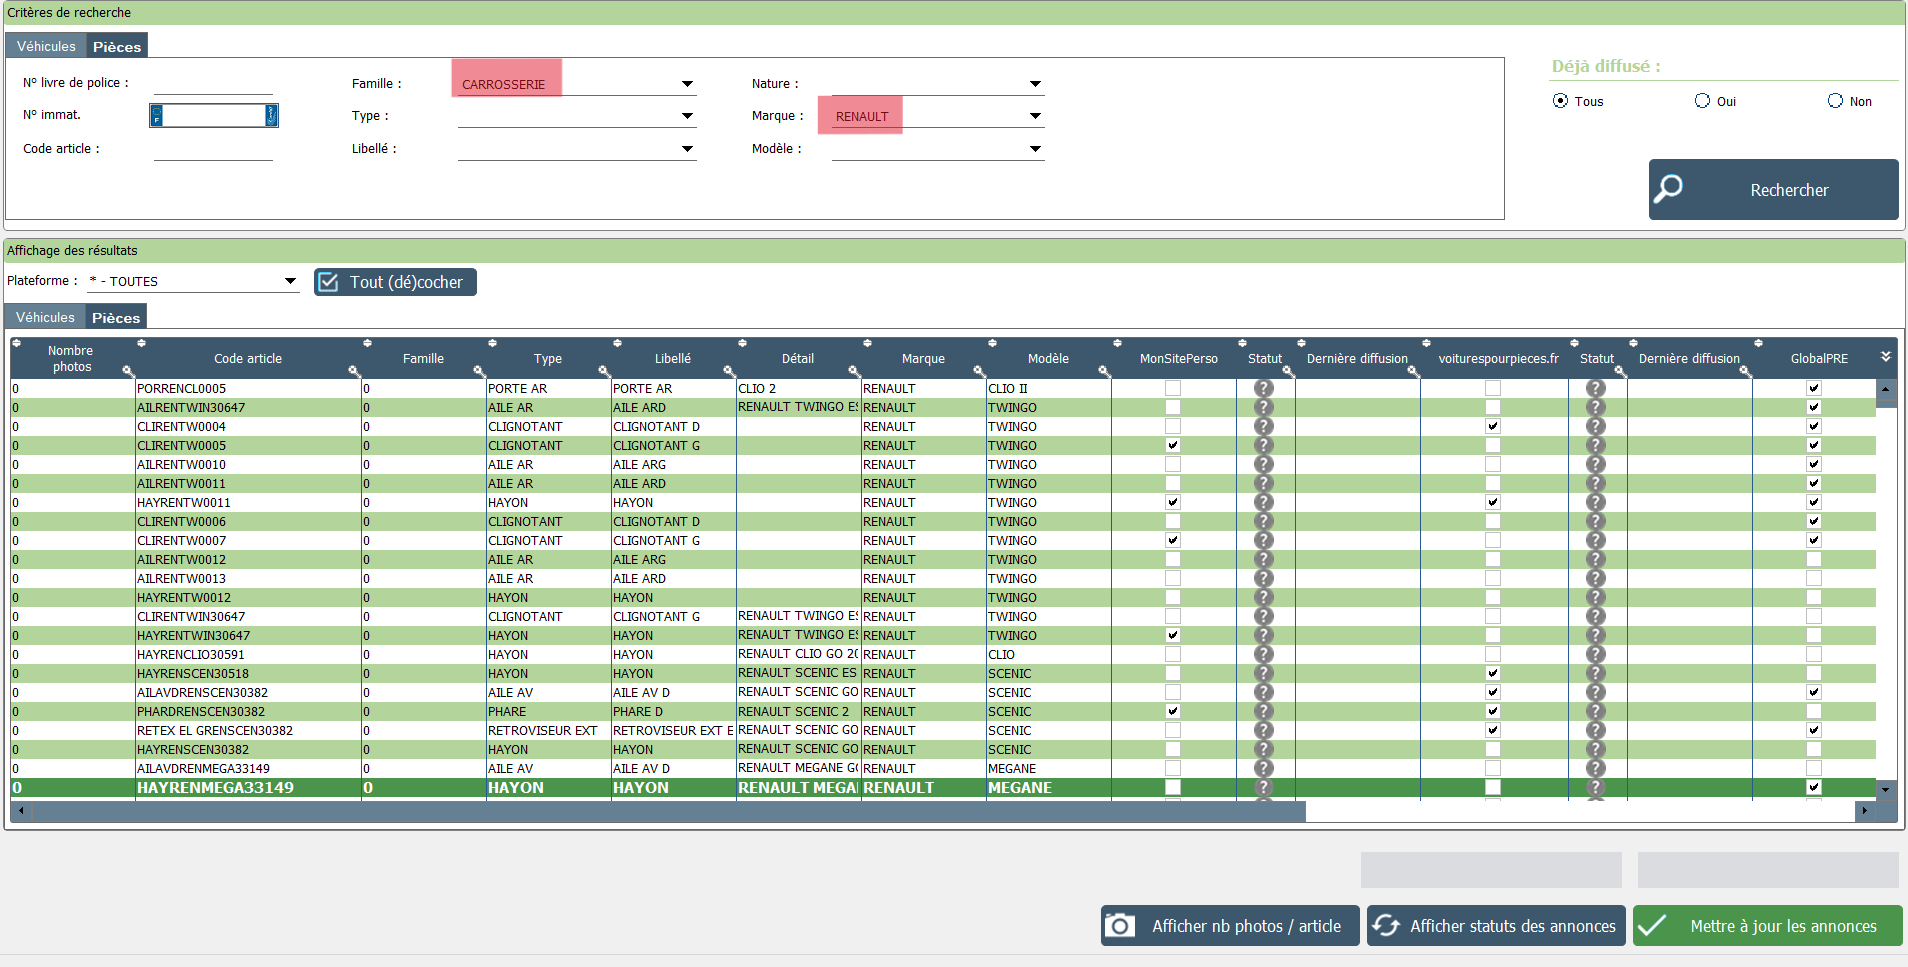 Critères de recherche
Véhicules Pièces
N° livre de police :
Famille : CARROSSERIE
Nature :
Déjà diffusé :
N° immat. F
Type :
Marque : RENAULT
Tous Oui Non
Code article :
Libellé :
Modèle :
Rechercher
Affichage des résultats
Plateforme : * - TOUTES Tout (dé)cocher
Véhicules Pièces
Nombre photos Code article Famille Type Libellé Détail Marque Modèle MonSitePerso Statut Dernière diffusion voiturespourpieces.fr Statut Dernière diffusion GlobalPRE
0 PORRENCL0005 0 PORTE AR PORTE AR CLIO 2 RENAULT CLIO II ? ?
0 AILRENTWIN30647 0 AILE AR AILE ARD RENAULT TWINGO ES RENAULT TWINGO ? ?
0 CLIRENTW0004 0 CLIGNOTANT CLIGNOTANT D RENAULT TWINGO ? ?
0 CLIRENTW0005 0 CLIGNOTANT CLIGNOTANT G RENAULT TWINGO ? ?
0 AILRENTW0010 0 AILE AR AILE ARG RENAULT TWINGO ? ?
0 AILRENTW0011 0 AILE AR AILE ARD RENAULT TWINGO ? ?
0 HAYRENTW0011 0 HAYON HAYON RENAULT TWINGO ? ?
0 CLIRENTW0006 0 CLIGNOTANT CLIGNOTANT D RENAULT TWINGO ? ?
0 CLIRENTW0007 0 CLIGNOTANT CLIGNOTANT G RENAULT TWINGO ? ?
0 AILRENTW0012 0 AILE AR AILE ARG RENAULT TWINGO ? ?
0 AILRENTW0013 0 AILE AR AILE ARD RENAULT TWINGO ? ?
0 HAYRENTW0012 0 HAYON HAYON RENAULT TWINGO ? ?
0 CLIRENTWIN30647 0 CLIGNOTANT CLIGNOTANT G RENAULT TWINGO ES RENAULT TWINGO ? ?
0 HAYRENTWIN30647 0 HAYON HAYON RENAULT TWINGO ES RENAULT TWINGO ? ?
0 HAYRENCLIO30591 0 HAYON HAYON RENAULT CLIO GO 20 RENAULT CLIO ? ?
0 HAYRENSCEN30518 0 HAYON HAYON RENAULT SCENIC ES RENAULT SCENIC ? ?
0 AILAVDRENSCEN30382 0 AILE AV AILE AV D RENAULT SCENIC GO RENAULT SCENIC ? ?
0 PHARDRENSCEN30382 0 PHARE PHARE D RENAULT SCENIC 2 RENAULT SCENIC ? ?
0 RETEX EL GRENSCEN30382 0 RETROVISEUR EXT RETROVISEUR EXT E RENAULT SCENIC GO RENAULT SCENIC ? ?
0 HAYRENSCEN30382 0 HAYON HAYON RENAULT SCENIC GO RENAULT SCENIC ? ?
0 AILAVDRENMEGA33149 0 AILE AV AILE AV D RENAULT MEGANE GO RENAULT MEGANE ? ?
0 HAYRENMEGA33149 0 HAYON HAYON RENAULT MEGA RENAULT MEGANE ? ?
Afficher nb photos / article Afficher statuts des annonces Mettre à jour les annonces